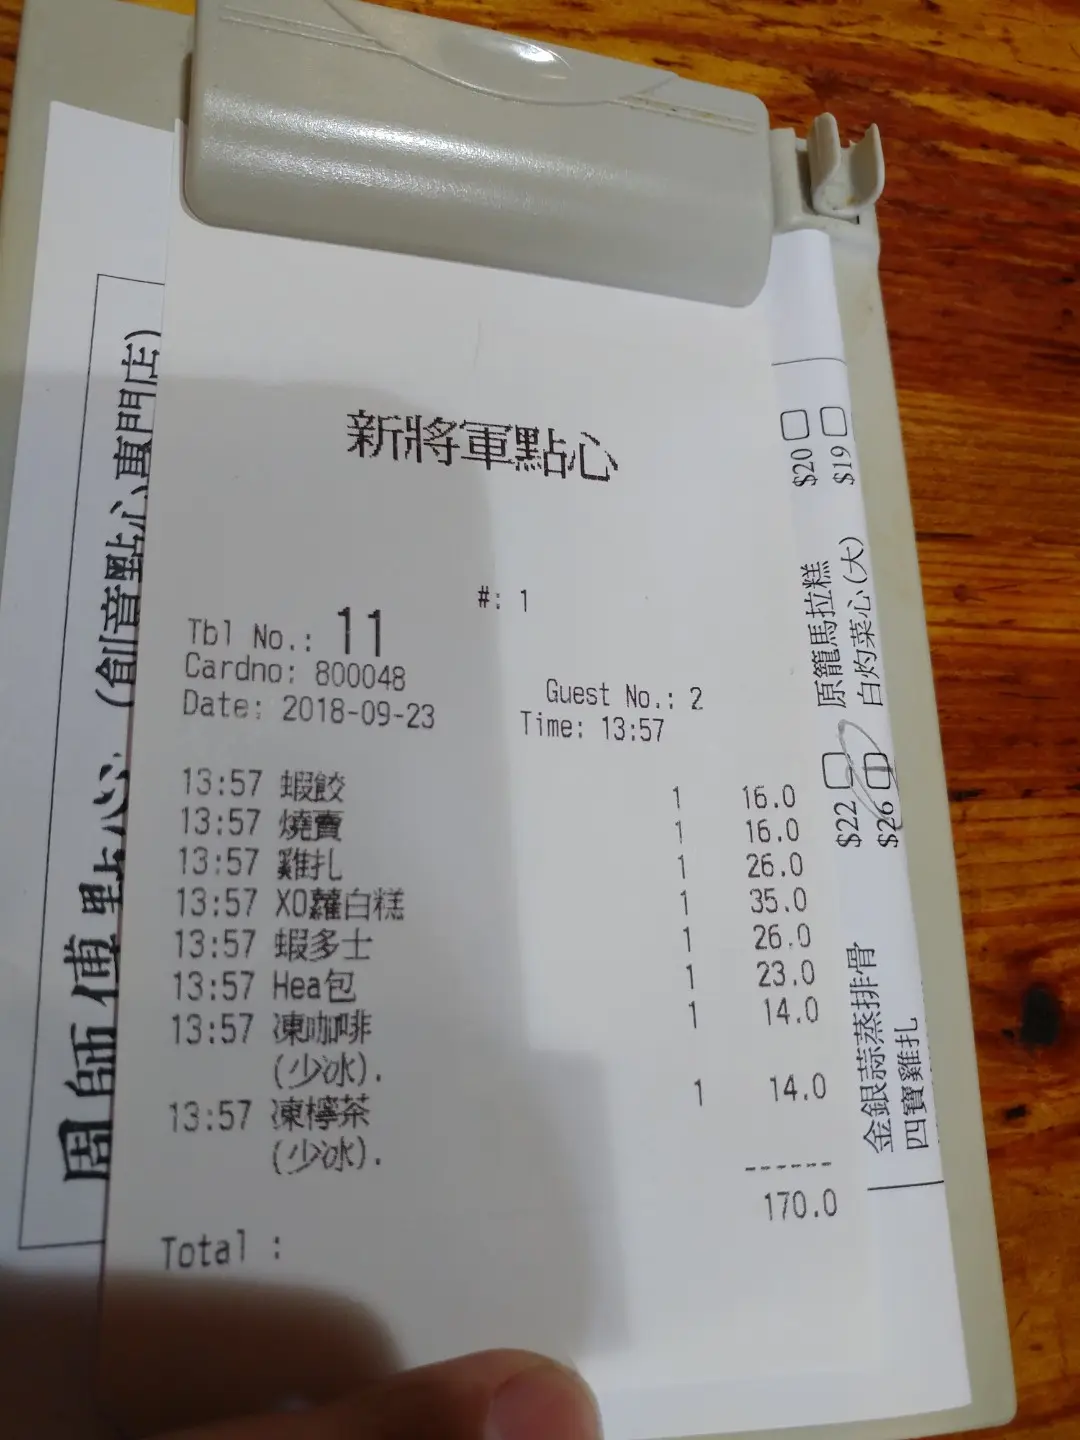 新將軍點心
#: 1
Tbl No.: 11
Cardno: 800048
Guest No.: 2
Date: 2018-09-23
Time: 13:57
13:57 蝦餃 1 16.0
13:57 燒賣 1 16.0
13:57 雞扎 1 26.0
13:57 XO蘿白糕 1 35.0
13:57 蝦多士 1 26.0
13:57 Hea包 1 23.0
13:57 凍咖啡 1 14.0
(少冰).
13:57 凍檸茶 1 14.0
(少冰).
------
170.0
Total :
周師傅點心 (創意點心專門店)
金銀蒜蒸排骨 $22 原籠馬拉糕 $20
四寶雞扎 $26 白灼菜心(大) $19